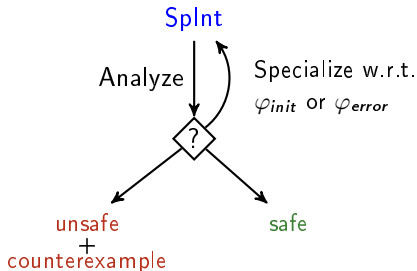 SpInt
Analyze
Specialize w.r.t.
φinit or φerror
?
unsafe
+
counterexample
safe